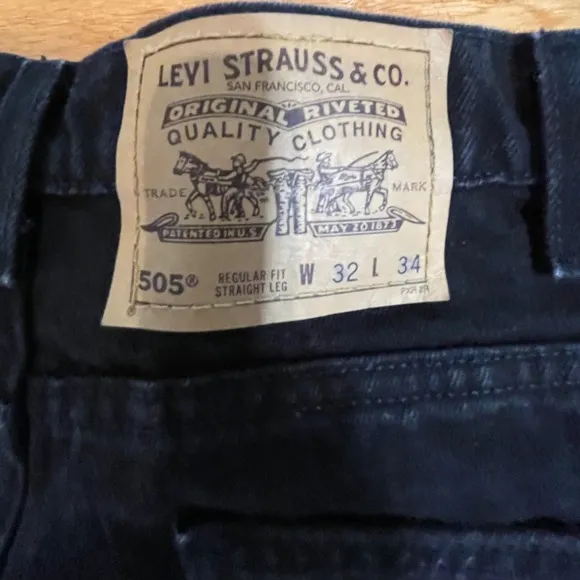 LEVI STRAUSS & CO.
SAN FRANCISCO, CAL.
ORIGINAL RIVETED
QUALITY CLOTHING
TRADE MARK
PATENTED IN U.S. MAY 20 1873
505® REGULAR FIT W 32 L 34
STRAIGHT LEG
®